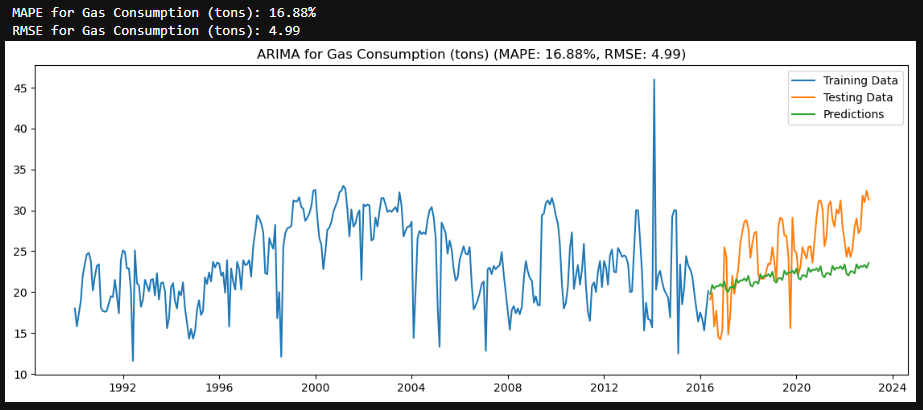 MAPE for Gas Consumption (tons): 16.88%
RMSE for Gas Consumption (tons): 4.99
ARIMA for Gas Consumption (tons) (MAPE: 16.88%, RMSE: 4.99)
Training Data
Testing Data
Predictions
45
40
35
30
25
20
15
10
1992 1996 2000 2004 2008 2012 2016 2020 2024